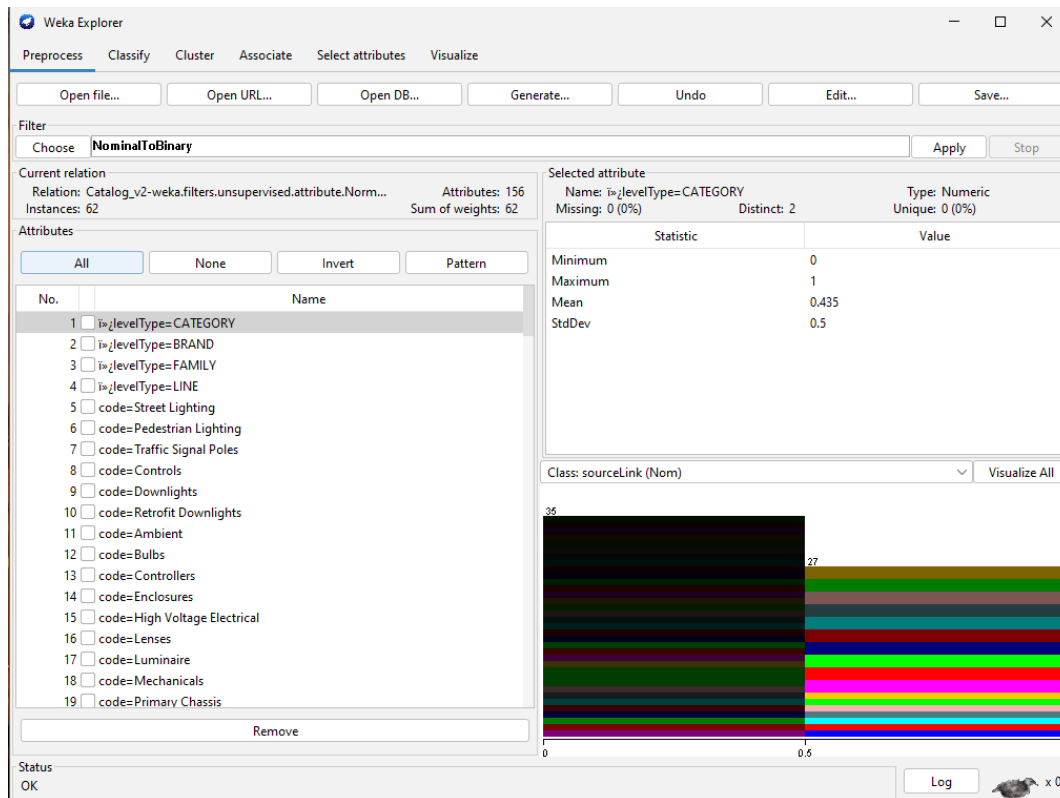 Weka Explorer
Preprocess Classify Cluster Associate Select attributes Visualize
Open file... Open URL... Open DB... Generate... Undo Edit... Save...
Filter
Choose NominalToBinary Apply Stop
Current relation
Relation: Catalog_v2-weka.filters.unsupervised.attribute.Norm... Attributes: 156
Instances: 62 Sum of weights: 62
Attributes
All None Invert Pattern
No. Name
1 ï»¿levelType=CATEGORY
2 ï»¿levelType=BRAND
3 ï»¿levelType=FAMILY
4 ï»¿levelType=LINE
5 code=Street Lighting
6 code=Pedestrian Lighting
7 code=Traffic Signal Poles
8 code=Controls
9 code=Downlights
10 code=Retrofit Downlights
11 code=Ambient
12 code=Bulbs
13 code=Controllers
14 code=Enclosures
15 code=High Voltage Electrical
16 code=Lenses
17 code=Luminaire
18 code=Mechanicals
19 code=Primary Chassis
Remove
Selected attribute
Name: ï»¿levelType=CATEGORY Type: Numeric
Missing: 0 (0%) Distinct: 2 Unique: 0 (0%)
Statistic Value
Minimum 0
Maximum 1
Mean 0.435
StdDev 0.5
Class: sourceLink (Nom) Visualize All
35
27
0 0.5
Status
OK
Log x 0